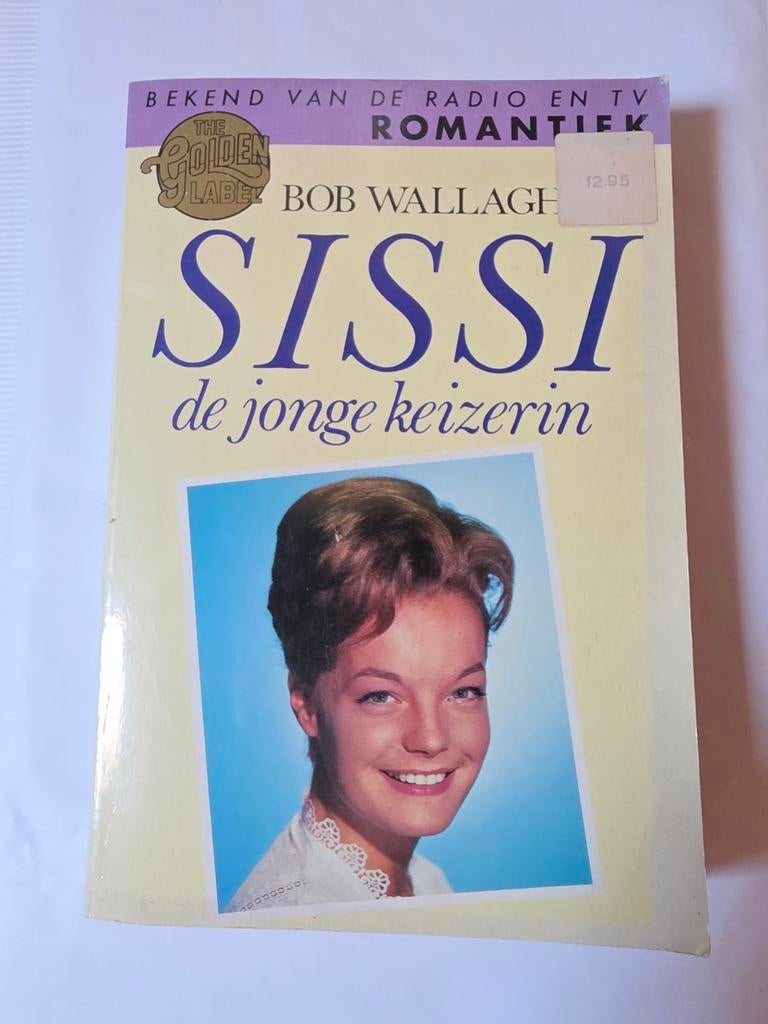 BEKEND VAN DE RADIO EN TV
ROMANTIEK
THE
GOLDEN
LABEL
BOB WALLAGH
f2.95
SISSI
de jonge keizerin